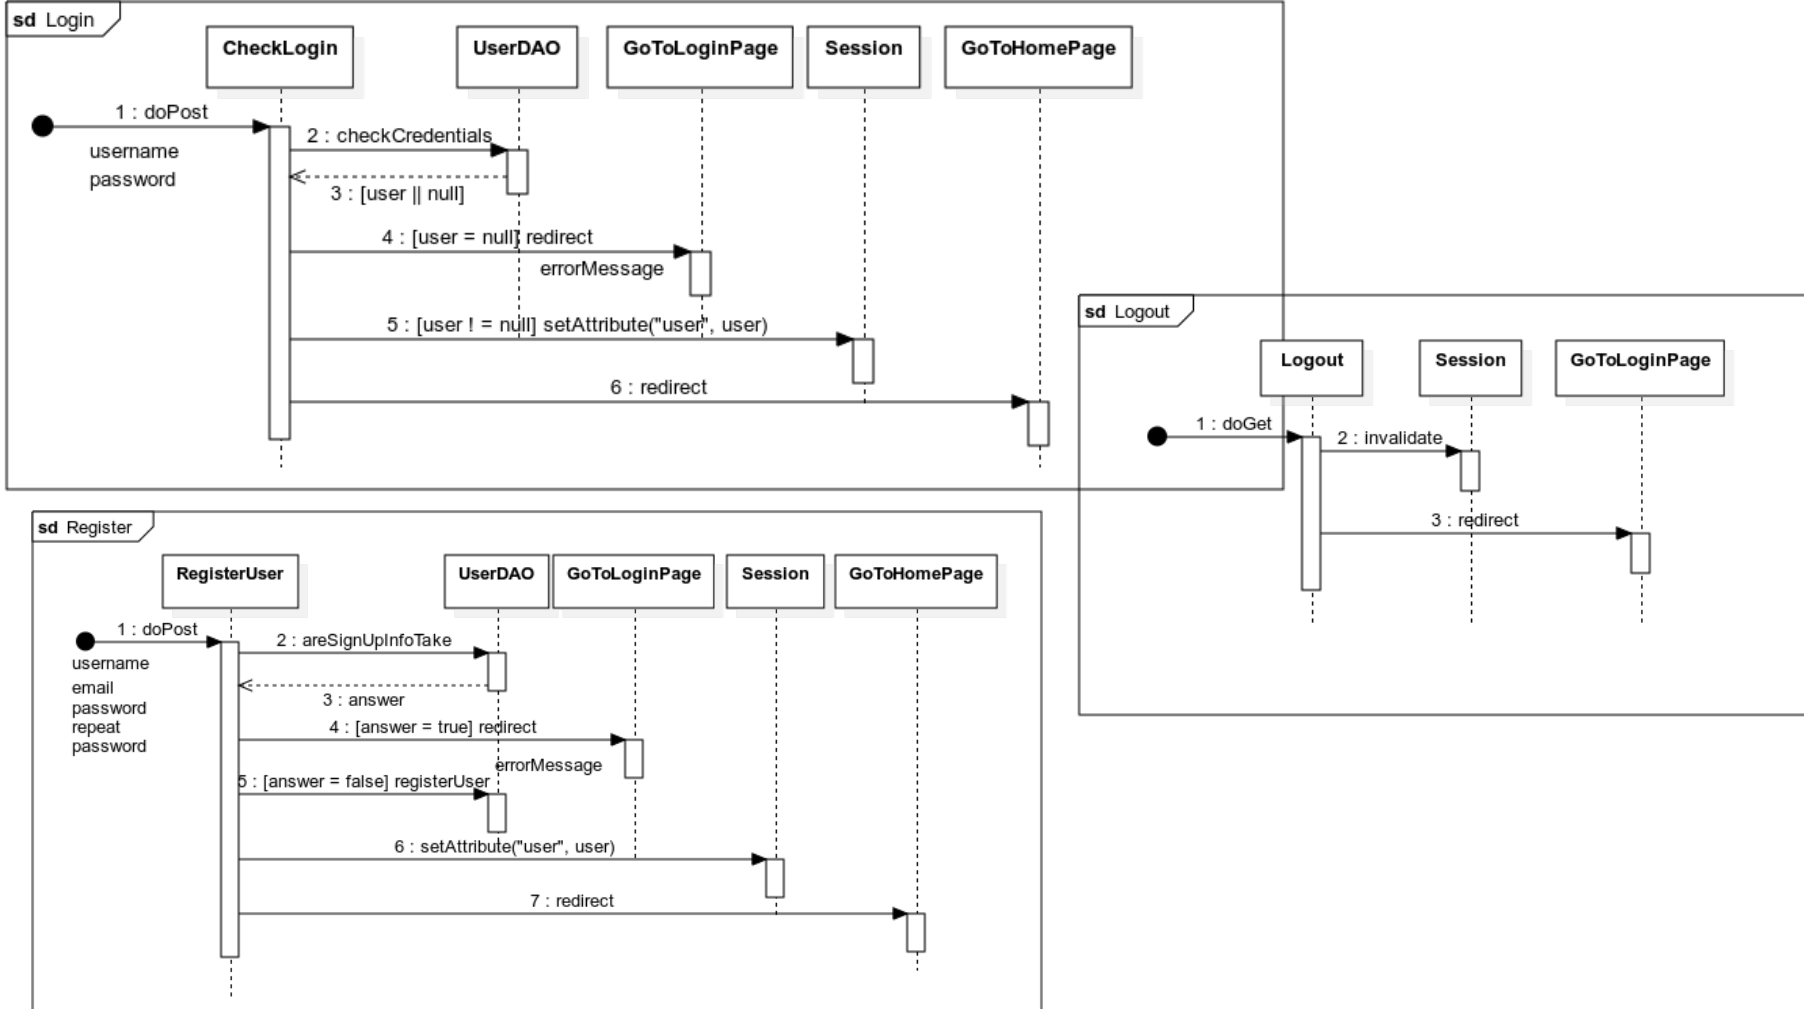 sd Login
CheckLogin
UserDAO
GoToLoginPage
Session
GoToHomePage
1 : doPost
username
password
2 : checkCredentials
3 : [user || null]
4 : [user = null] redirect
errorMessage
5 : [user ! = null] setAttribute("user", user)
6 : redirect
sd Logout
Logout
Session
GoToLoginPage
1 : doGet
2 : invalidate
3 : redirect
sd Register
RegisterUser
UserDAO
GoToLoginPage
Session
GoToHomePage
1 : doPost
username
email
password
repeat
password
2 : areSignUpInfoTake
3 : answer
4 : [answer = true] redirect
errorMessage
5 : [answer = false] registerUser
6 : setAttribute("user", user)
7 : redirect